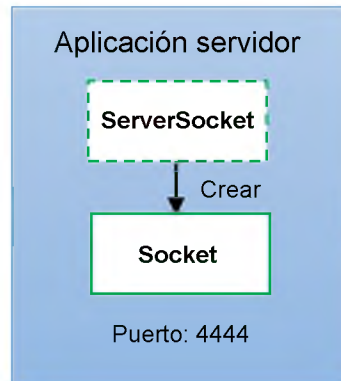 Aplicación servidor
ServerSocket
Crear
Socket
Puerto: 4444